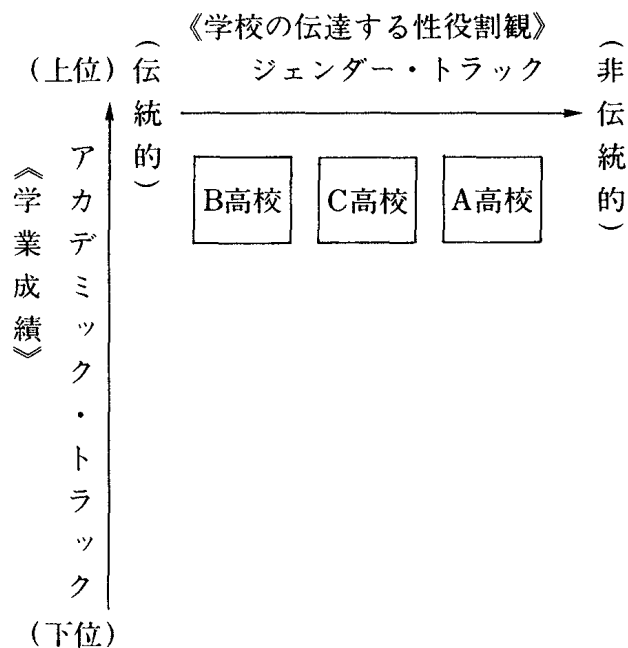 《学校の伝達する性役割観》
ジェンダー・トラック
(上位)
(伝統的)
(非伝統的)
《学業成績》
アカデミック・トラック
B高校
C高校
A高校
(下位)